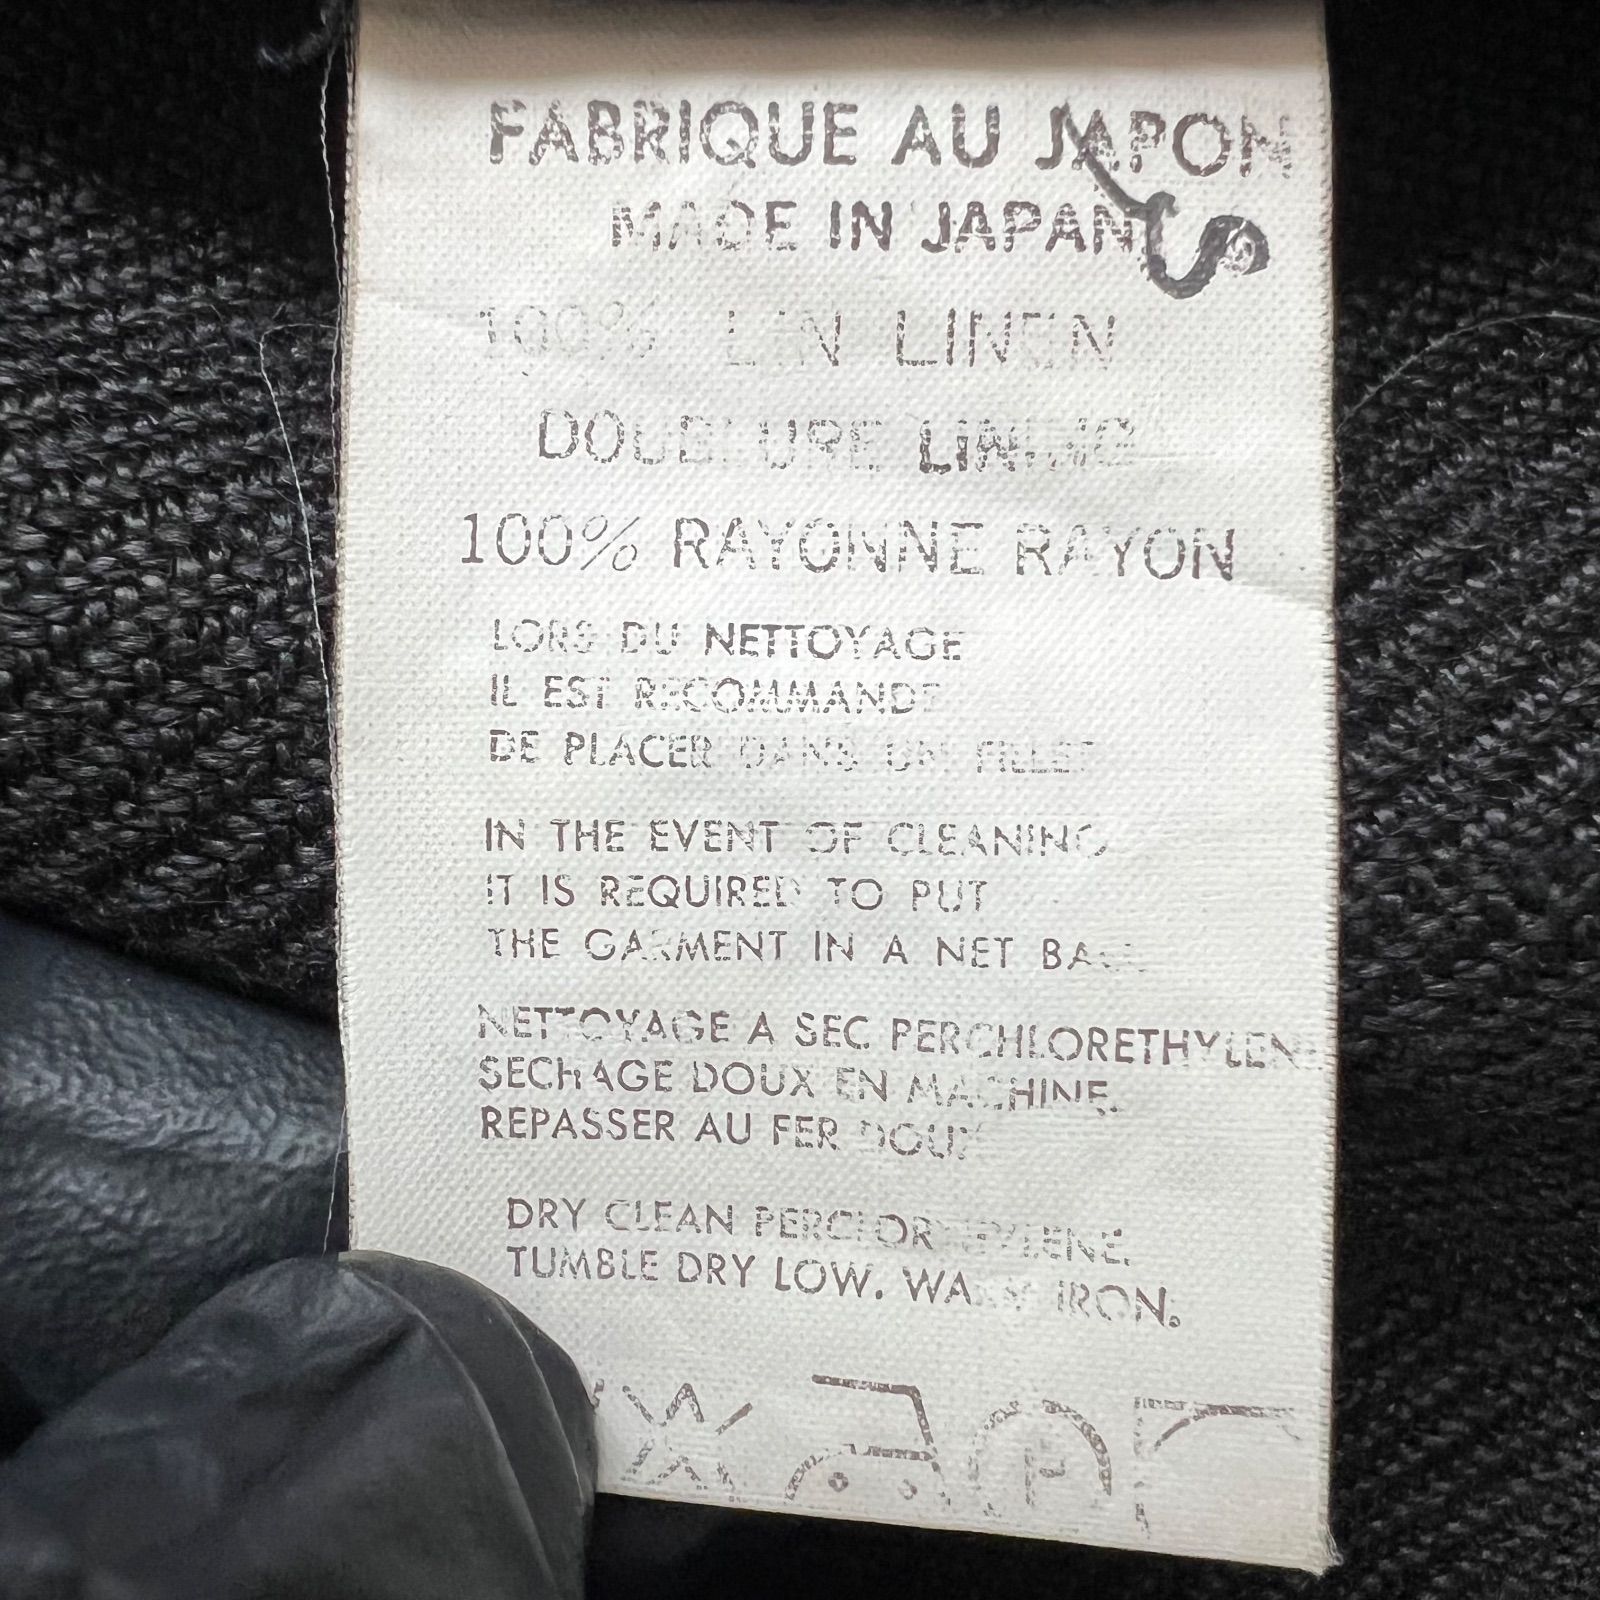 FABRIQUE AU JAPON
MADE IN JAPAN
S
100% LIN LINEN
DOUBLURE LINING
100% RAYONNE RAYON
LORS DU NETTOYAGE
IL EST RECOMMANDE
DE PLACER DANS UN FILLET
IN THE EVENT OF CLEANING
IT IS REQUIRED TO PUT
THE GARMENT IN A NET BAG
NETTOYAGE A SEC PERCHLORETHYLENE
SECHAGE DOUX EN MACHINE.
REPASSER AU FER DOUX
DRY CLEAN
TUMBLE DRY LOW. WARM IRON.